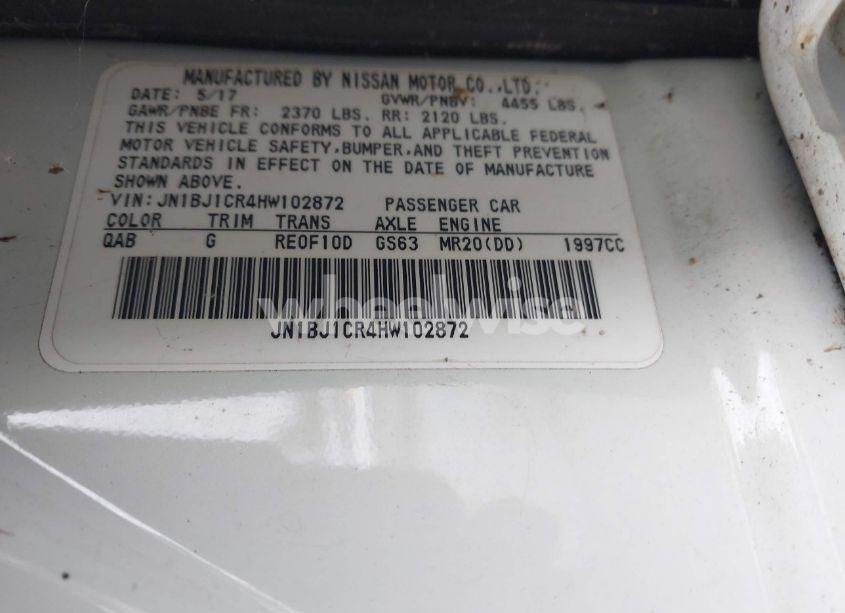 MANUFACTURED BY NISSAN MOTOR CO.,LTD.
DATE: 5/17 GVWR/PNBV: 4455 LBS.
GAWR/PNBE FR: 2370 LBS. RR: 2120 LBS.
THIS VEHICLE CONFORMS TO ALL APPLICABLE FEDERAL
MOTOR VEHICLE SAFETY,BUMPER,AND THEFT PREVENTION
STANDARDS IN EFFECT ON THE DATE OF MANUFACTURE
SHOWN ABOVE.
VIN:JN1BJ1CR4HW102872 PASSENGER CAR
COLOR TRIM TRANS AXLE ENGINE
QAB G RE0F10D GS63 MR20(DD) 1997CC
wheelwise
JN1BJ1CR4HW102872